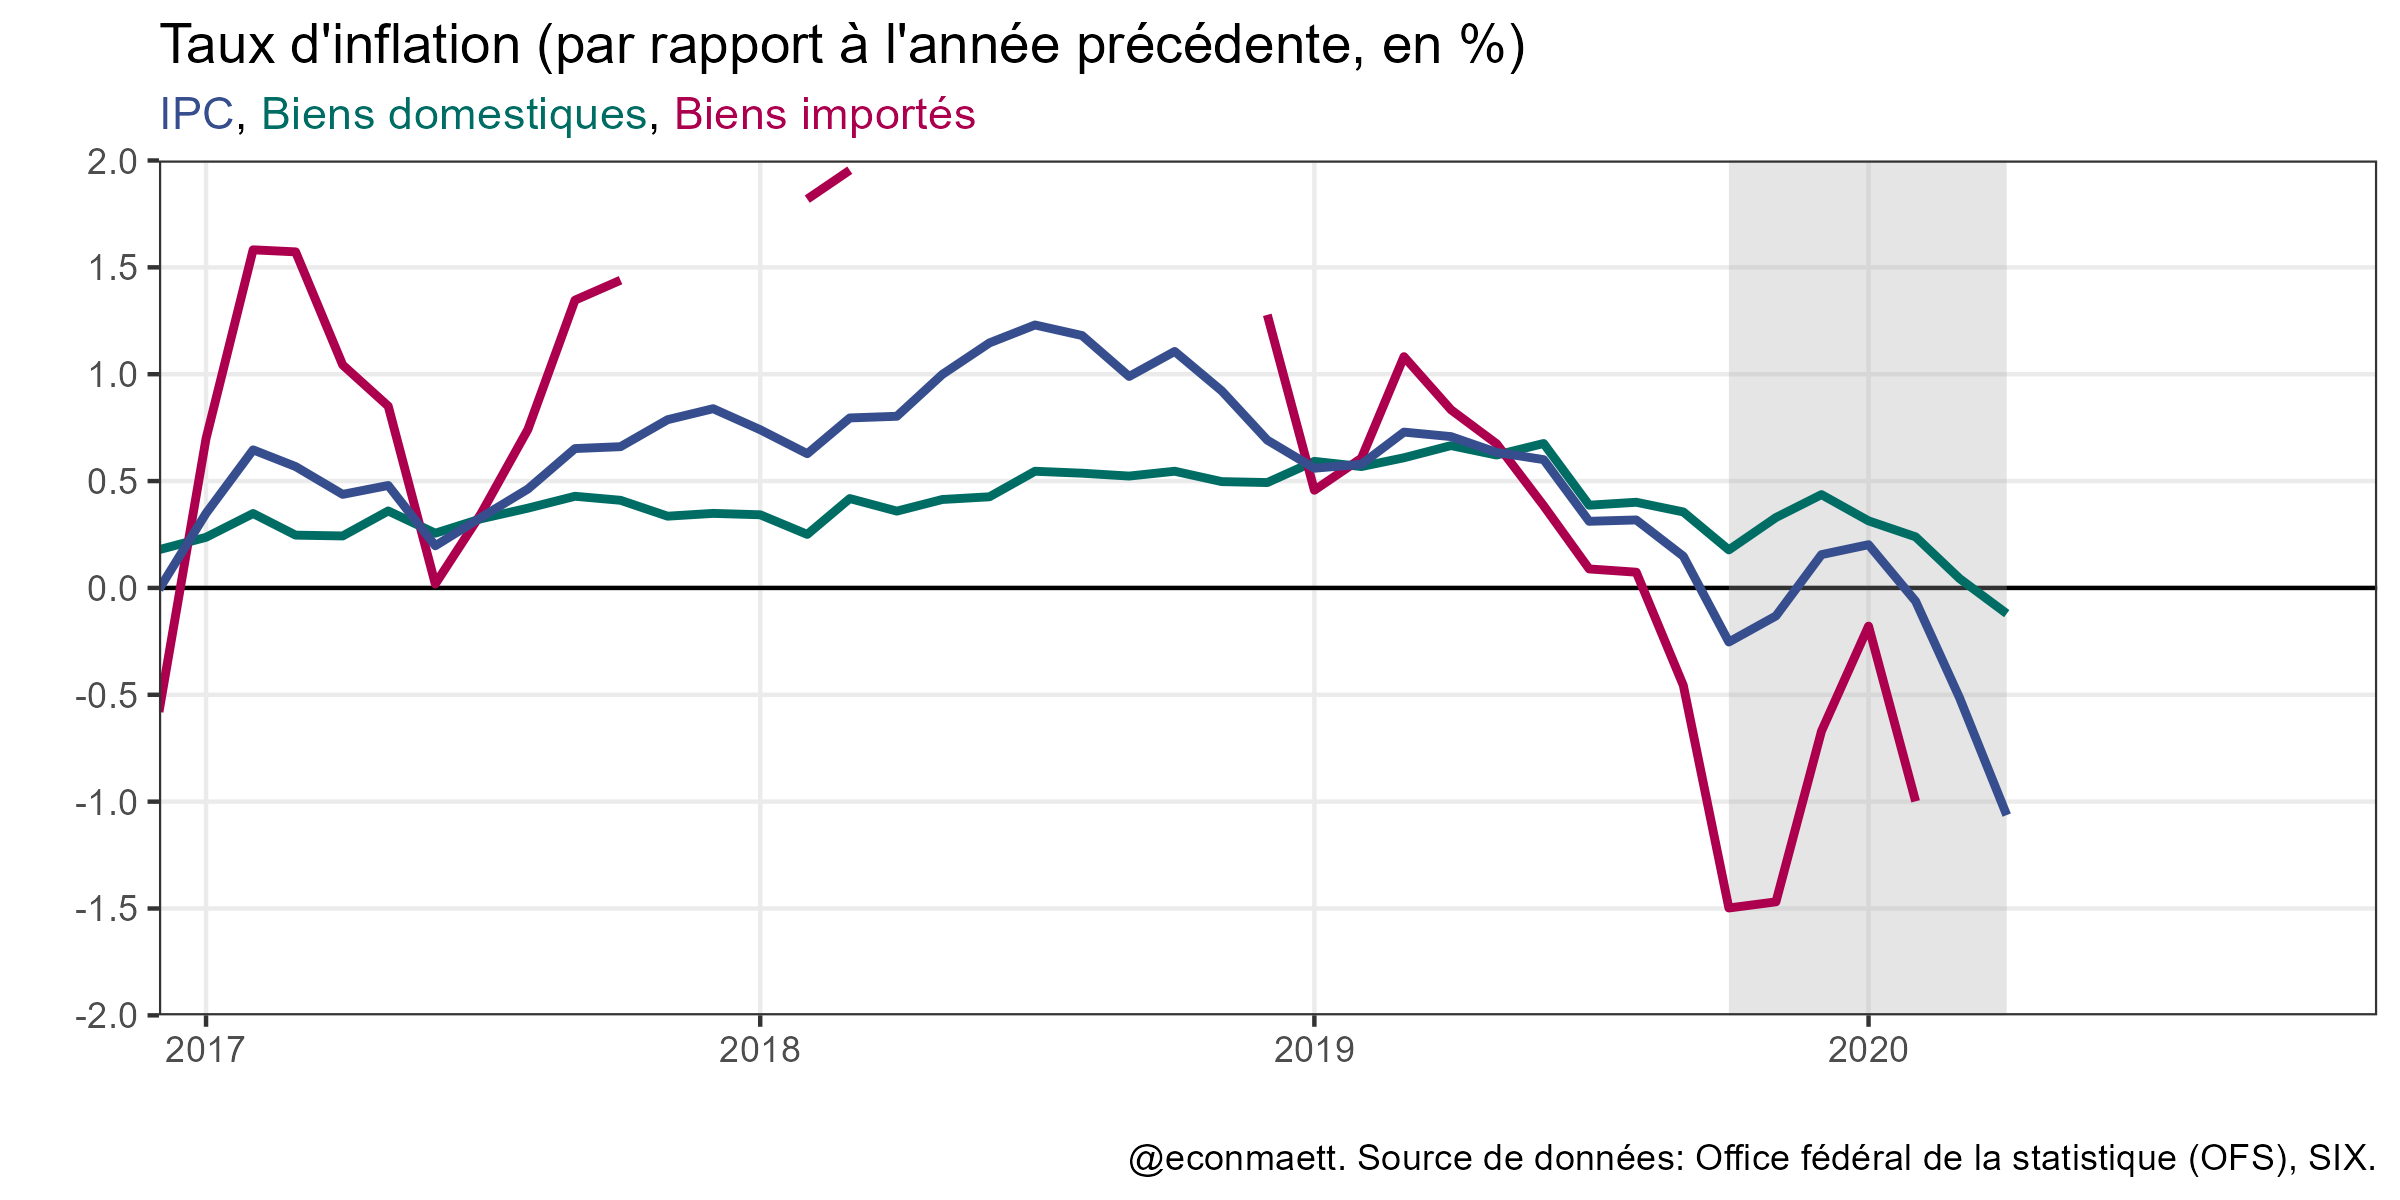 Taux d'inflation (par rapport à l'année précédente, en %)
IPC, Biens domestiques, Biens importés
2.0
1.5
1.0
0.5
0.0
-0.5
-1.0
-1.5
-2.0
2017 2018 2019 2020
@econmaett. Source de données: Office fédéral de la statistique (OFS), SIX.